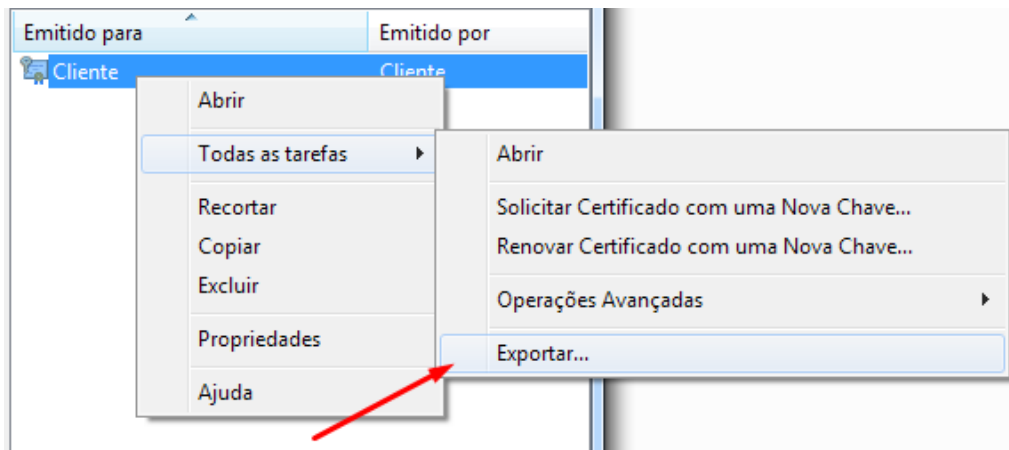 Emitido para Emitido por
Cliente Cliente
Abrir
Todas as tarefas
Recortar
Copiar
Excluir
Propriedades
Ajuda
Abrir
Solicitar Certificado com uma Nova Chave...
Renovar Certificado com uma Nova Chave...
Operações Avançadas
Exportar...